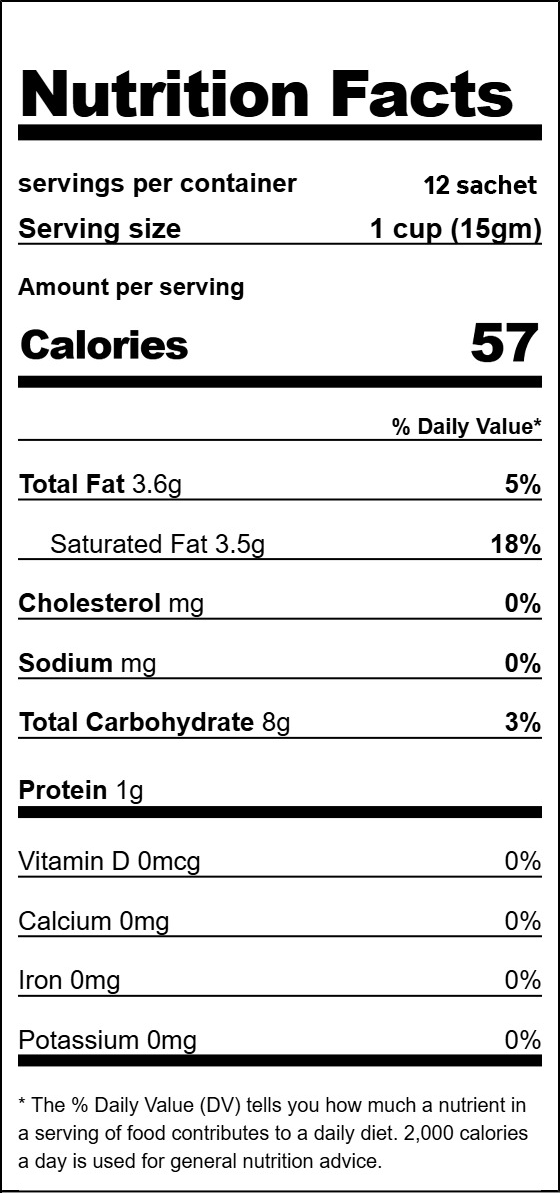 Nutrition Facts
servings per container 12 sachet
Serving size 1 cup (15gm)
Amount per serving
Calories 57
% Daily Value*
Total Fat 3.6g 5%
Saturated Fat 3.5g 18%
Cholesterol mg 0%
Sodium mg 0%
Total Carbohydrate 8g 3%
Protein 1g
Vitamin D 0mcg 0%
Calcium 0mg 0%
Iron 0mg 0%
Potassium 0mg 0%
* The % Daily Value (DV) tells you how much a nutrient in
a serving of food contributes to a daily diet. 2,000 calories
a day is used for general nutrition advice.